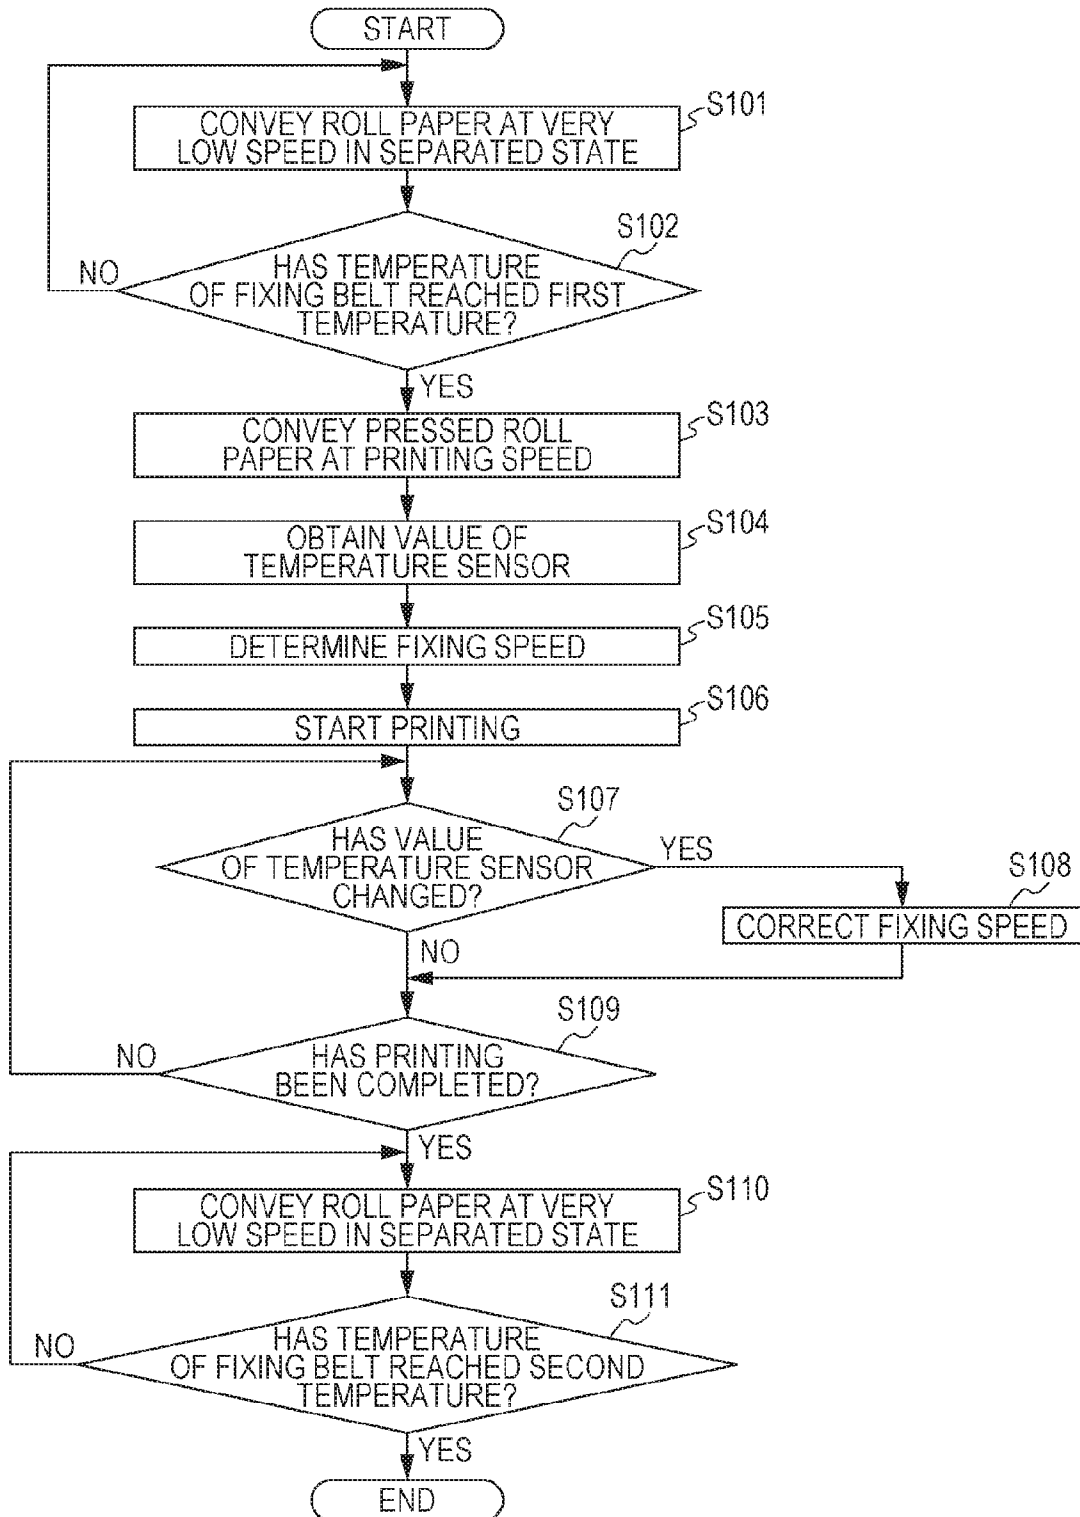 START
S101
CONVEY ROLL PAPER AT VERY
LOW SPEED IN SEPARATED STATE
S102
HAS TEMPERATURE
OF FIXING BELT REACHED FIRST
TEMPERATURE?
NO
YES
S103
CONVEY PRESSED ROLL
PAPER AT PRINTING SPEED
S104
OBTAIN VALUE OF
TEMPERATURE SENSOR
S105
DETERMINE FIXING SPEED
S106
START PRINTING
S107
HAS VALUE
OF TEMPERATURE SENSOR
CHANGED?
YES
S108
CORRECT FIXING SPEED
NO
S109
HAS PRINTING
BEEN COMPLETED?
NO
YES
S110
CONVEY ROLL PAPER AT VERY
LOW SPEED IN SEPARATED STATE
S111
HAS TEMPERATURE
OF FIXING BELT REACHED SECOND
TEMPERATURE?
NO
YES
END